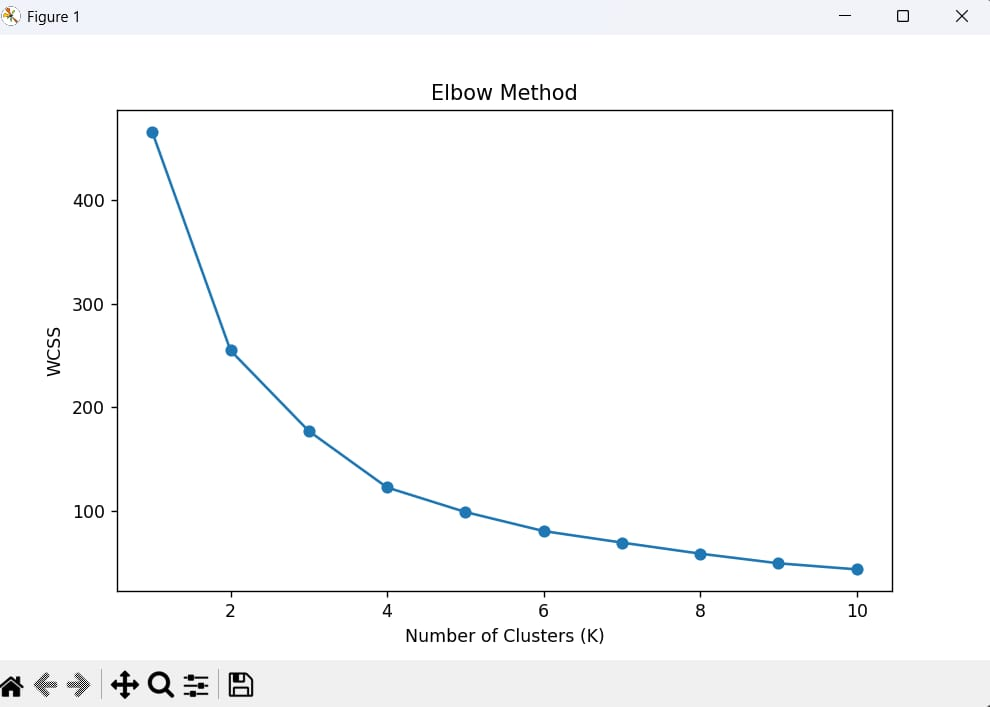 Figure 1
Elbow Method
400
300
200
100
WCSS
2 4 6 8 10
Number of Clusters (K)